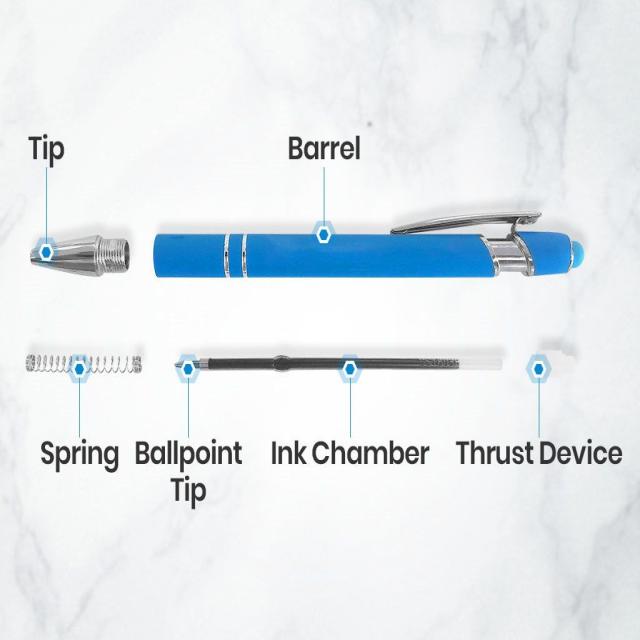 Tip
Barrel
Spring
Ballpoint
Tip
Ink Chamber
Thrust Device